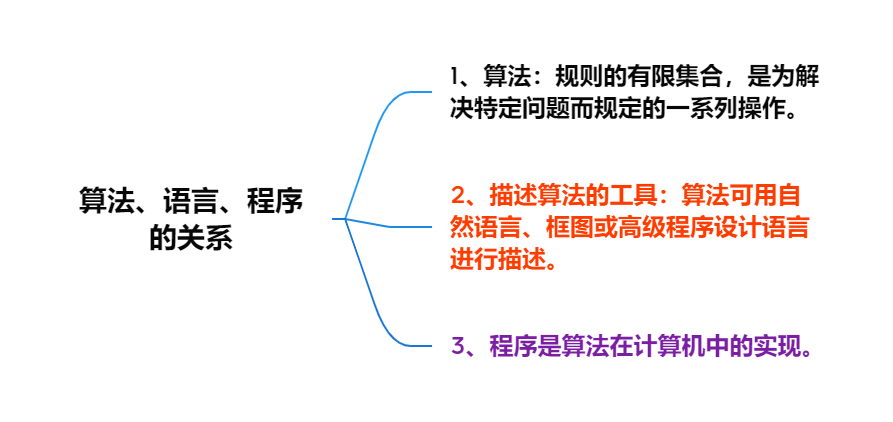 算法、语言、程序
的关系
1、算法：规则的有限集合，是为解
决特定问题而规定的一系列操作。
2、描述算法的工具：算法可用自
然语言、框图或高级程序设计语言
进行描述。
3、程序是算法在计算机中的实现。